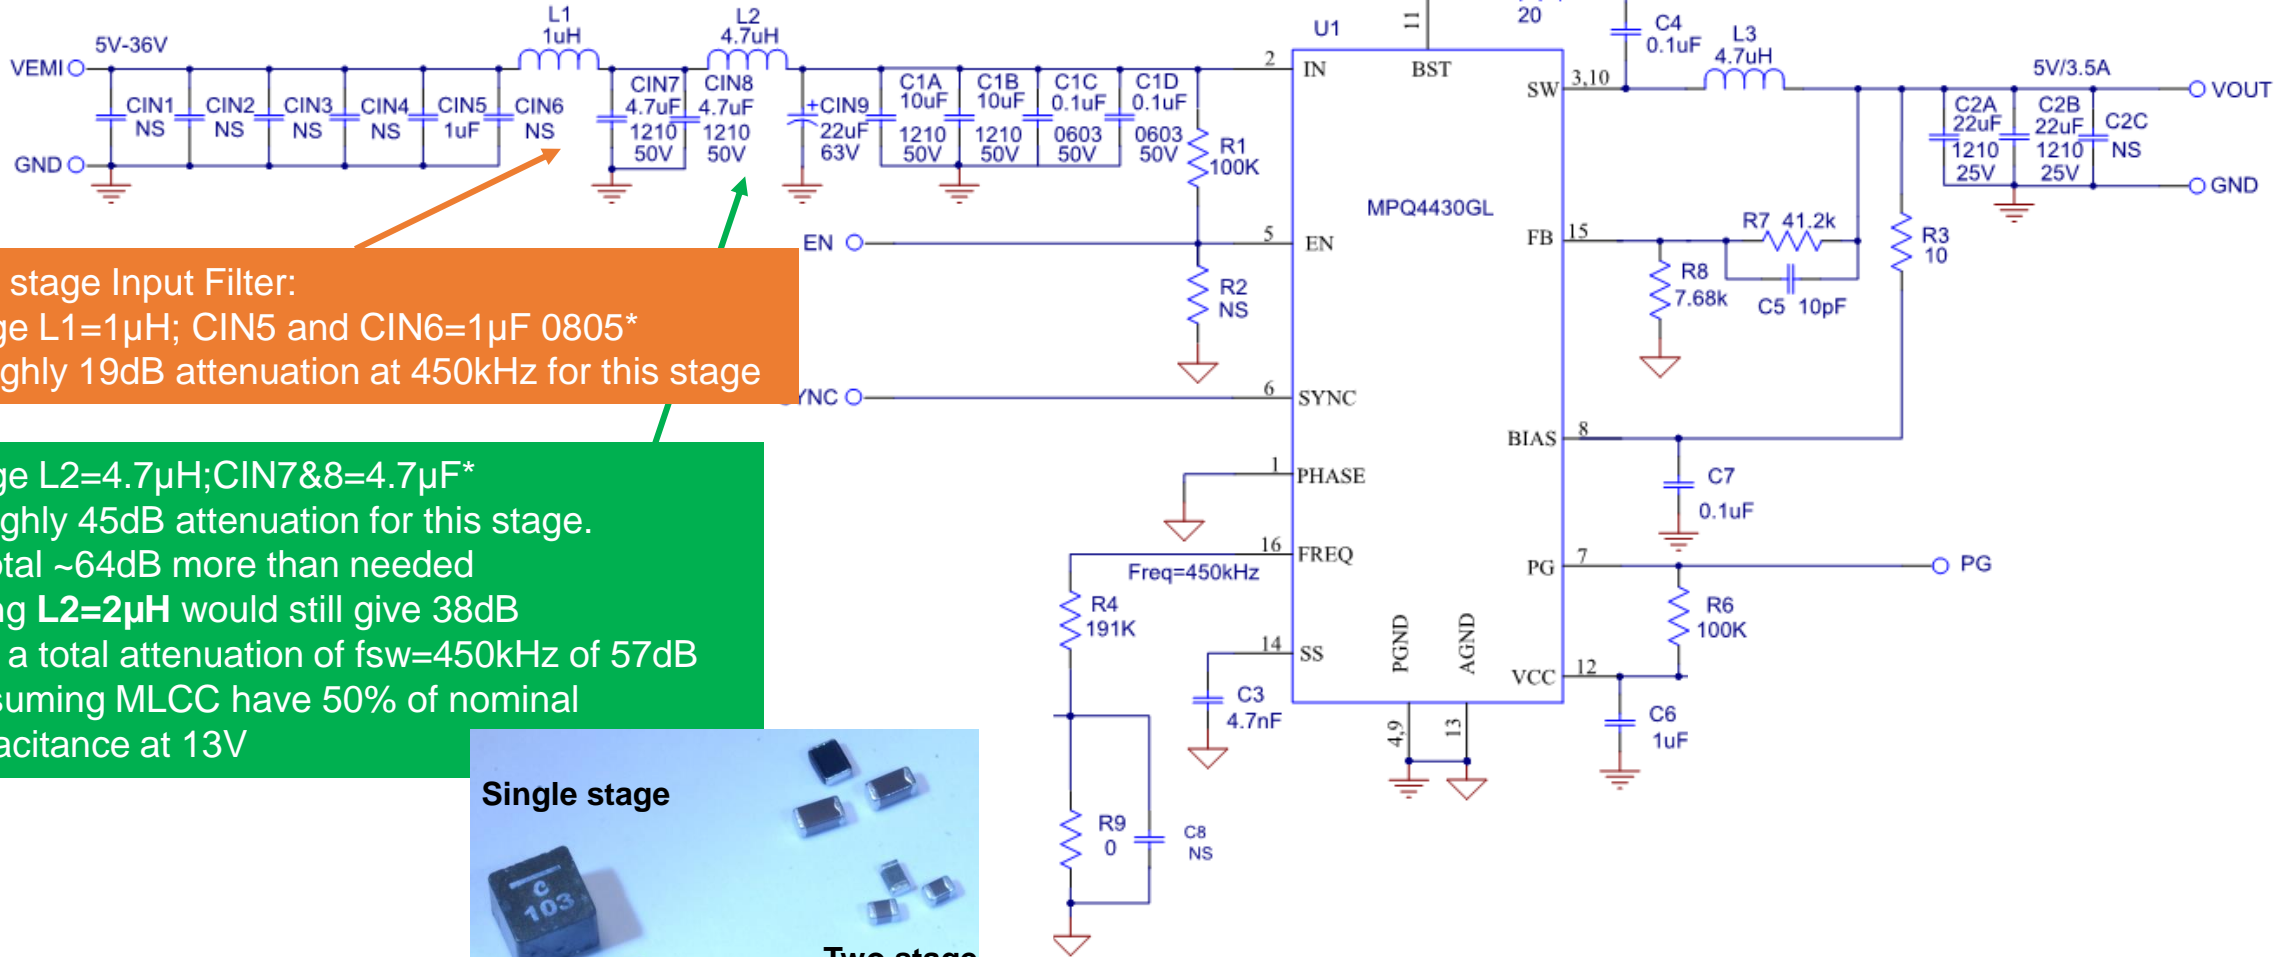 L1
1uH
L2
4.7uH
5V-36V
VEMI
GND
CIN1
NS
CIN2
NS
CIN3
NS
CIN4
NS
CIN5
1uF
CIN6
NS
CIN7
4.7uF
1210
50V
CIN8
4.7uF
1210
50V
+CIN9
22uF
63V
C1A
10uF
1210
50V
C1B
10uF
1210
50V
C1C
0.1uF
0603
50V
C1D
0.1uF
0603
50V
R1
100K
R2
NS
EN
YNC
U1
MPQ4430GL
2
IN
5
EN
6
SYNC
1
PHASE
16
FREQ
Freq=450kHz
14
SS
11
BST
20
SW
3,10
FB
15
BIAS
8
PG
7
VCC
12
PGND
4,9
AGND
13
C4
0.1uF
L3
4.7uH
5V/3.5A
VOUT
GND
C2A
22uF
1210
25V
C2B
22uF
1210
25V
C2C
NS
R7 41.2k
R8
7.68k
C5 10pF
R3
10
C7
0.1uF
PG
R6
100K
C6
1uF
R4
191K
C3
4.7nF
R9
0
C8
NS
stage Input Filter:
ge L1=1µH; CIN5 and CIN6=1µF 0805*
ghly 19dB attenuation at 450kHz for this stage
ge L2=4.7µH;CIN7&8=4.7µF*
ghly 45dB attenuation for this stage.
otal ~64dB more than needed
ng L2=2µH would still give 38dB
a total attenuation of fsw=450kHz of 57dB
suming MLCC have 50% of nominal
acitance at 13V
Single stage
C
103
Two stage